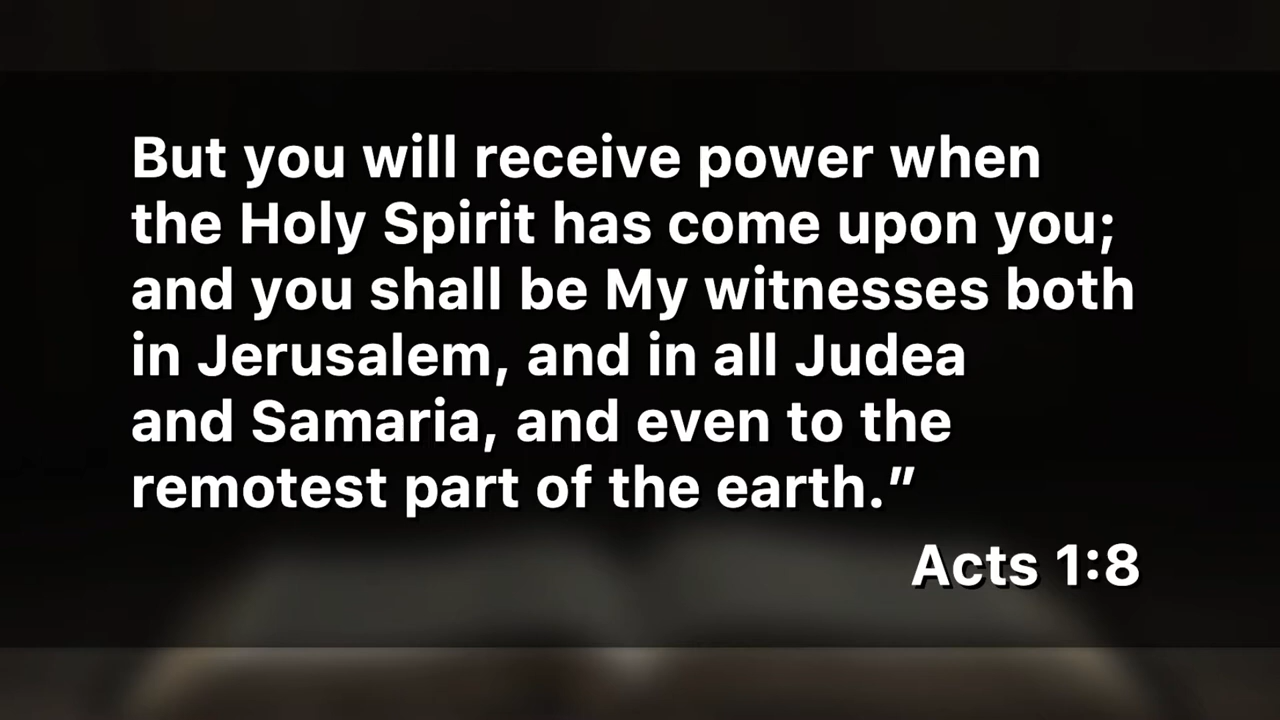 But you will receive power when
the Holy Spirit has come upon you;
and you shall be My witnesses both
in Jerusalem, and in all Judea
and Samaria, and even to the
remotest part of the earth.”
Acts 1:8